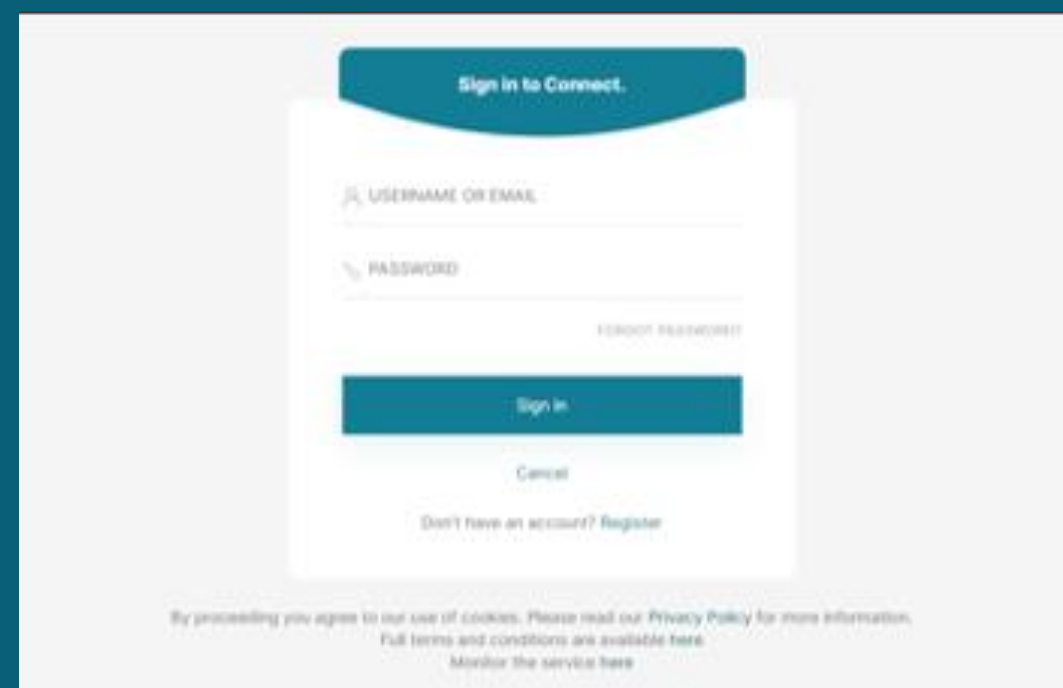 Sign in to Connect.
USERNAME OR EMAIL
PASSWORD
FORGOT PASSWORD?
Sign in
Cancel
Don't have an account? Register
By proceeding you agree to our use of cookies. Please read our Privacy Policy for more information.
Full terms and conditions are available here
Monitor the service here